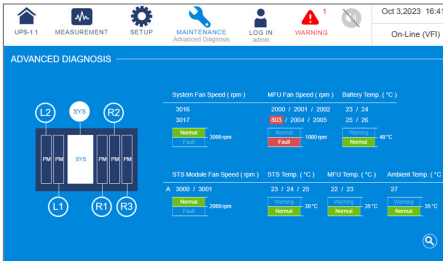 1
Oct 3,2023 16:41
UPS-1.1 MEASUREMENT SETUP MAINTENANCE LOG IN WARNING On-Line (VFI)
Advanced Diagnosis admin
ADVANCED DIAGNOSIS
System Fan Speed ( rpm ) MFU Fan Speed ( rpm ) Battery Temp. ( °C )
3016 2000 / 2001 / 2002 23 / 24
3017 803 / 2004 / 2005 25 / 26
Normal 3000 rpm Normal 1000 rpm Warning 40 °C
Fault Fault Normal
L2 SYS R2
PM PM SYS PM PM PM
L1 R1 R3
STS Module Fan Speed ( rpm ) STS Temp. ( °C ) MFU Temp. ( °C ) Ambient Temp. ( °C
A 3000 / 3001 23 / 24 / 25 22 / 23 27
Normal 2000 rpm Warning 30 °C Warning 35 °C Warning 35 °C
Fault Normal Normal Normal